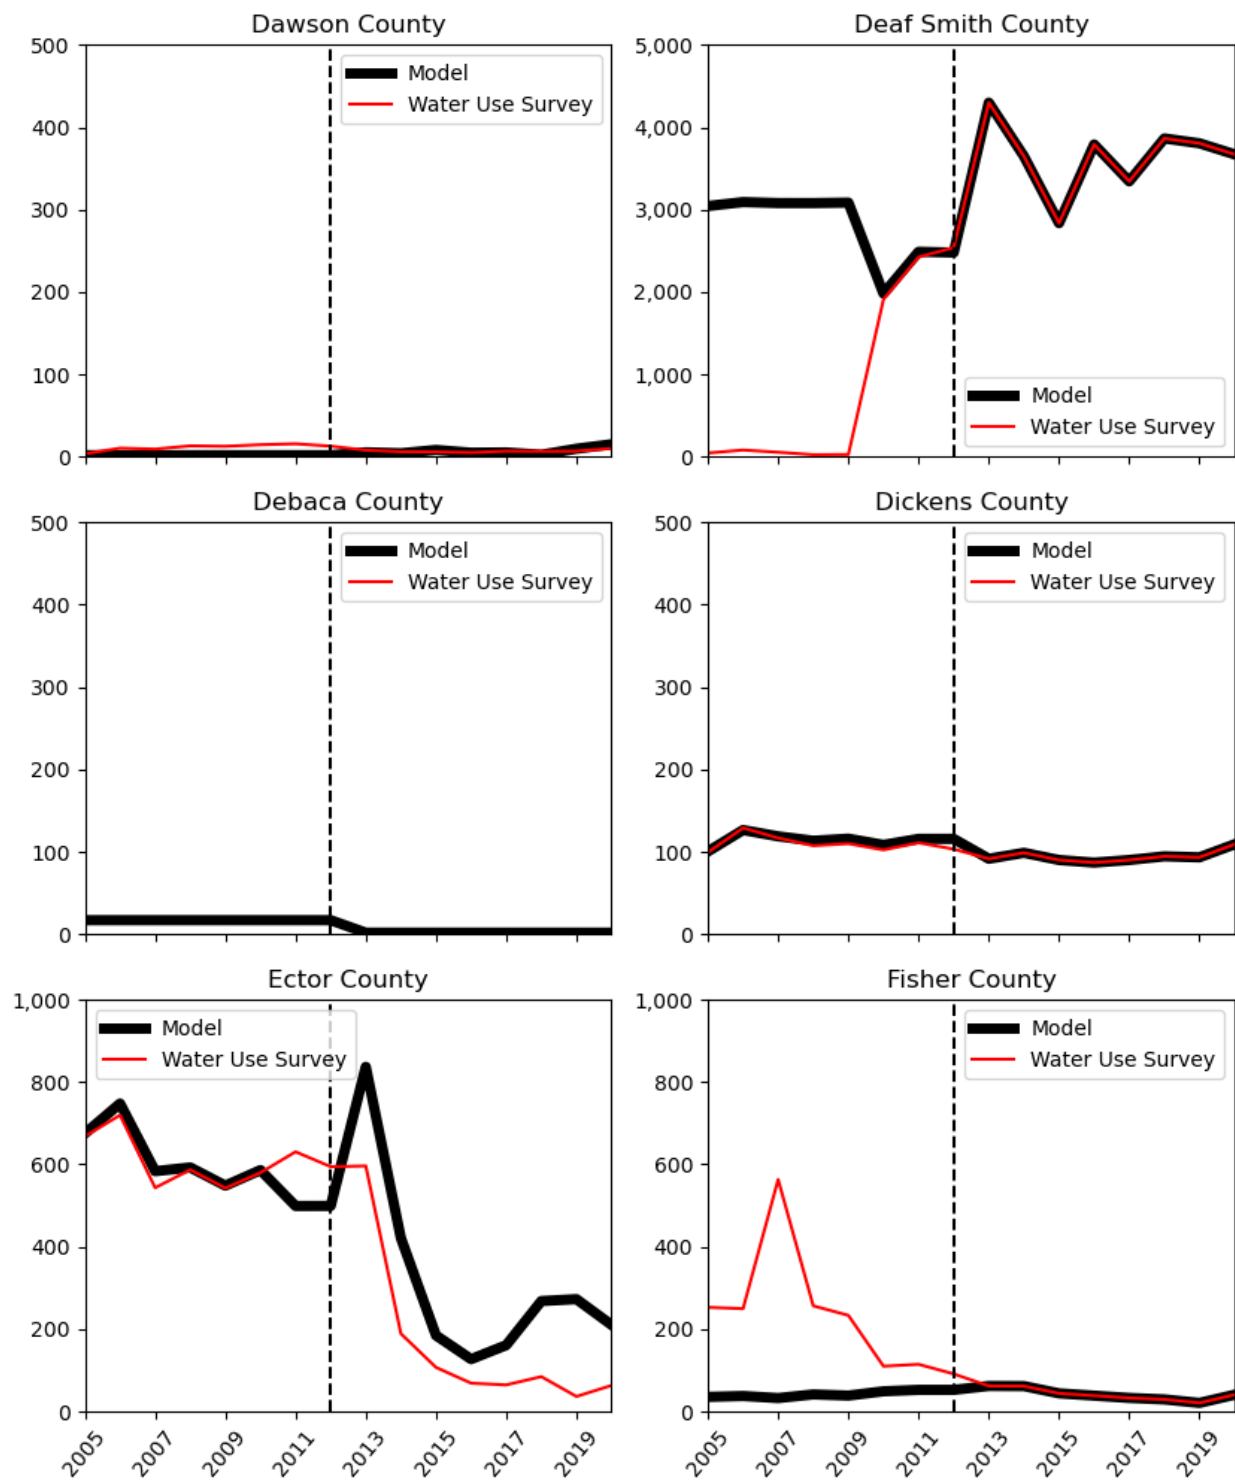 Dawson County
500
400
300
200
100
0
Model
Water Use Survey
Deaf Smith County
5,000
4,000
3,000
2,000
1,000
0
Model
Water Use Survey
Debaca County
500
400
300
200
100
0
Model
Water Use Survey
Dickens County
500
400
300
200
100
0
Model
Water Use Survey
Ector County
1,000
800
600
400
200
0
Model
Water Use Survey
2005
2007
2009
2011
2013
2015
2017
2019
Fisher County
1,000
800
600
400
200
0
Model
Water Use Survey
2005
2007
2009
2011
2013
2015
2017
2019